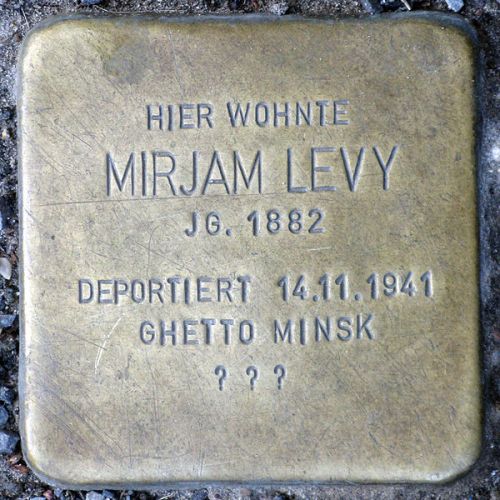 HIER WOHNTE
MIRJAM LEVY
JG. 1882
DEPORTIERT 14.11.1941
GHETTO MINSK
? ? ?